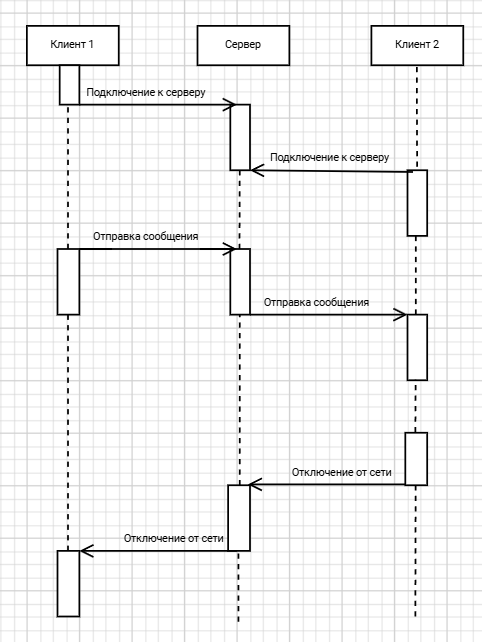 Клиент 1
Сервер
Клиент 2
Подключение к серверу
Подключение к серверу
Отправка сообщения
Отправка сообщения
Отключение от сети
Отключение от сети